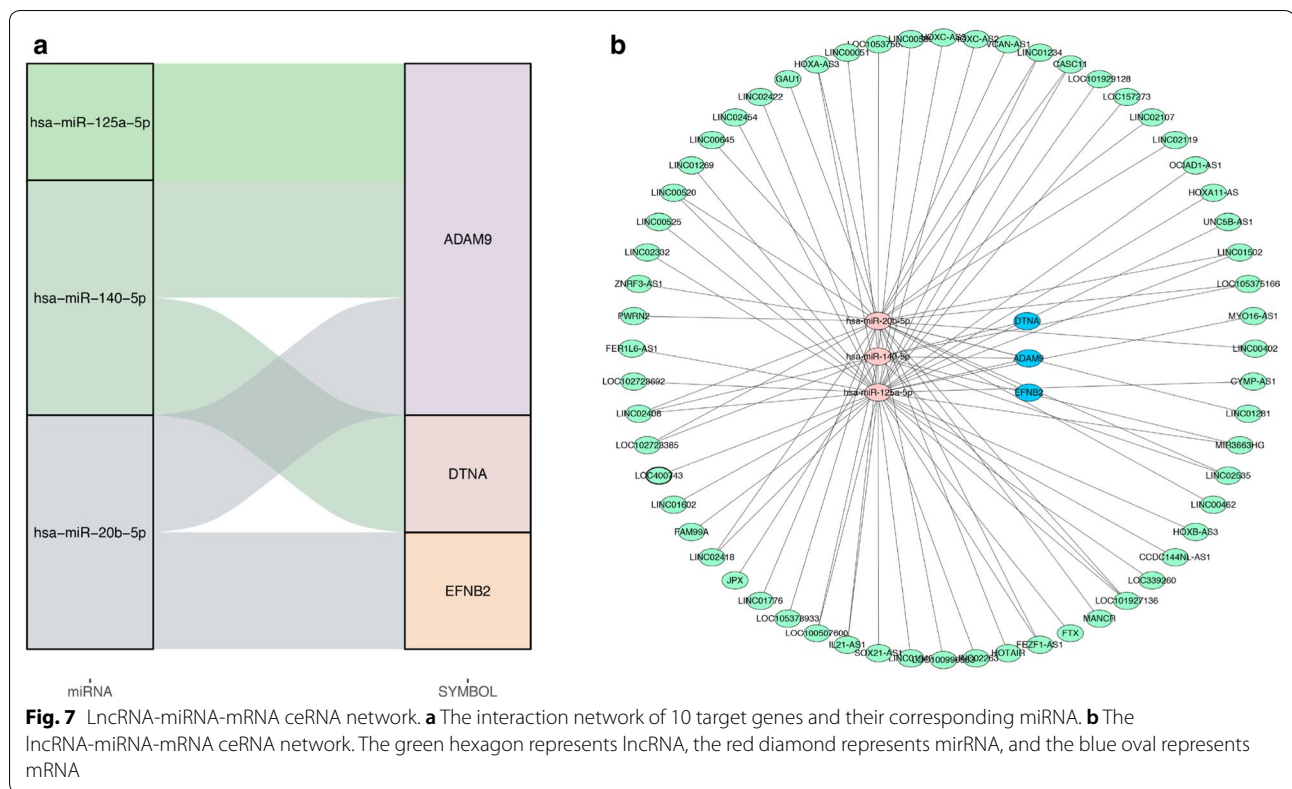 a
hsa-miR-125a-5p
hsa-miR-140-5p
hsa-miR-20b-5p
ADAM9
DTNA
EFNB2
miRNA
SYMBOL
b
HOXC-AS2
VCAN-AS1
LINC01234
CASC11
LOC101929128
LOC157273
LINC02107
LINC02119
OCIAD1-AS1
HOXA11-AS
UNC5B-AS1
LINC01502
LOC105375166
MYO16-AS1
LINC00402
CYMP-AS1
LINC01281
MIR3663HG
LINC02535
LINC00462
HOXB-AS3
CCDC144NL-AS1
LOC339260
LOC101927136
MANCR
FTX
FEZF1-AS1
HOTAIR
LINC02263
SOX21-AS1
IL21-AS1
LOC100507600
LOC105378933
LINC01776
JPX
LINC02418
FAM99A
LINC01602
LOC400743
LOC102723385
LINC02408
LOC102723692
FER1L6-AS1
PWRN2
ZNRF3-AS1
LINC02332
LINC00525
LINC00520
LINC01269
LINC00645
LINC02454
LINC02422
GAU1
HOXA-AS3
LINC00051
hsa-miR-20b-5p
hsa-miR-140-5p
hsa-miR-125a-5p
DTNA
ADAM9
EFNB2
Fig. 7 LncRNA-miRNA-mRNA ceRNA network. a The interaction network of 10 target genes and their corresponding miRNA. b The
lncRNA-miRNA-mRNA ceRNA network. The green hexagon represents lncRNA, the red diamond represents mirRNA, and the blue oval represents
mRNA